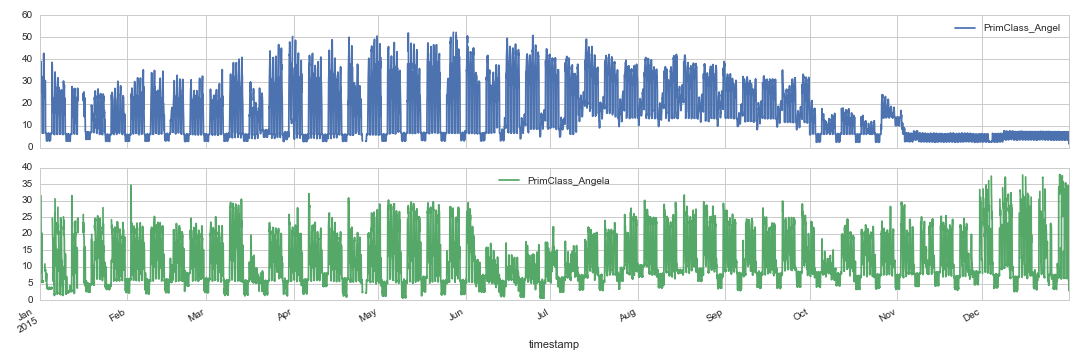 60
50
40
30
20
10
0
PrimClass_Angel
40
35
30
25
20
15
10
5
0
PrimClass_Angela
Jan
2015
Feb
Mar
Apr
May
Jun
Jul
Aug
Sep
Oct
Nov
Dec
timestamp